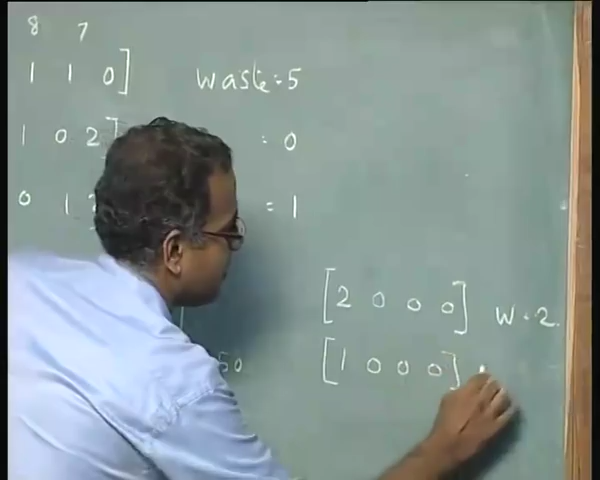 8 7
1 1 0] waste = 5
1 0 2] = 0
0 1 = 1
[2 0 0 0] W = 2
50 [1 0 0 0]